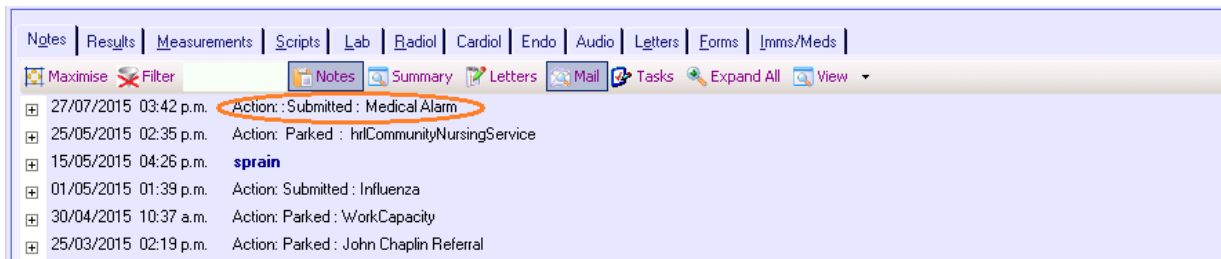 Notes Results Measurements Scripts Lab Radiol Cardiol Endo Audio Letters Forms Imms/Meds
Maximise Filter Notes Summary Letters Mail Tasks Expand All View
27/07/2015 03:42 p.m. Action: :Submitted : Medical Alarm
25/05/2015 02:35 p.m. Action: Parked : hrlCommunityNursingService
15/05/2015 04:26 p.m. sprain
01/05/2015 01:39 p.m. Action: Submitted : Influenza
30/04/2015 10:37 a.m. Action: Parked : WorkCapacity
25/03/2015 02:19 p.m. Action: Parked : John Chaplin Referral